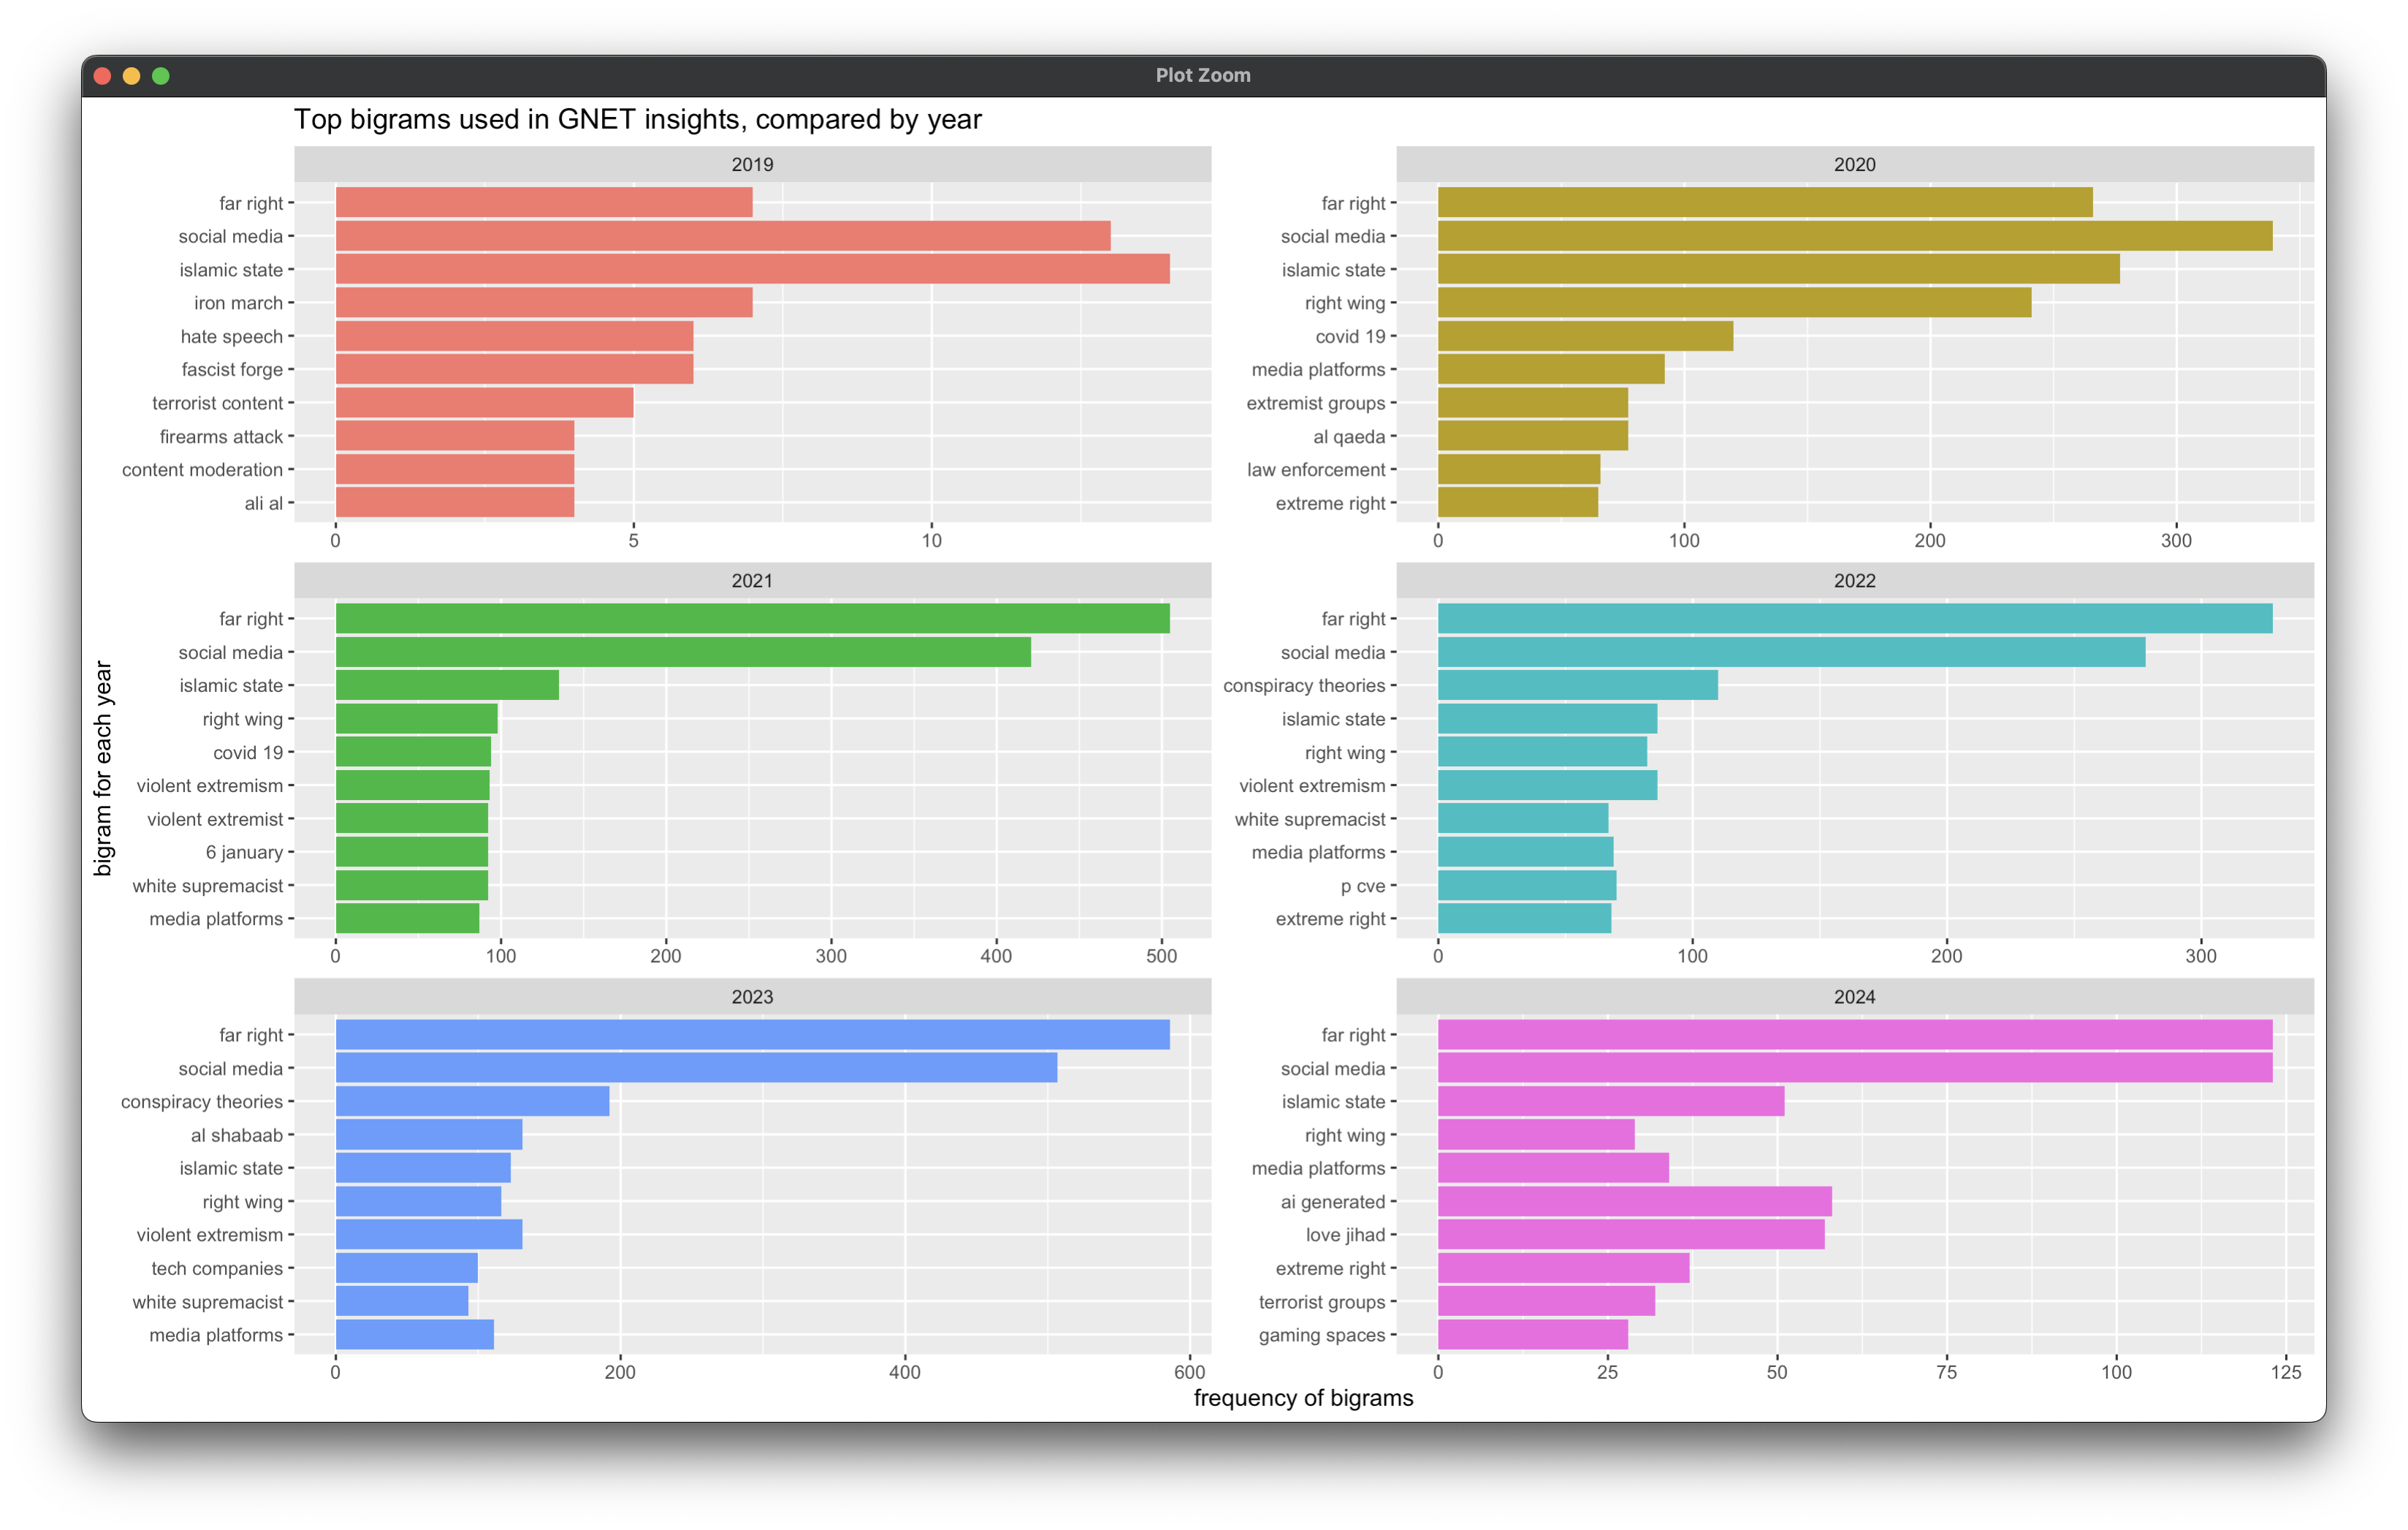 Plot Zoom
Top bigrams used in GNET insights, compared by year
2019
far right
social media
islamic state
iron march
hate speech
fascist forge
terrorist content
firearms attack
content moderation
ali al
0 5 10
2020
far right
social media
islamic state
right wing
covid 19
media platforms
extremist groups
al qaeda
law enforcement
extreme right
0 100 200 300
bigram for each year
2021
far right
social media
islamic state
right wing
covid 19
violent extremism
violent extremist
6 january
white supremacist
media platforms
0 100 200 300 400 500
2022
far right
social media
conspiracy theories
islamic state
right wing
violent extremism
white supremacist
media platforms
p cve
extreme right
0 100 200 300
2023
far right
social media
conspiracy theories
al shabaab
islamic state
right wing
violent extremism
tech companies
white supremacist
media platforms
0 200 400 600
2024
far right
social media
islamic state
right wing
media platforms
ai generated
love jihad
extreme right
terrorist groups
gaming spaces
0 25 50 75 100 125
frequency of bigrams